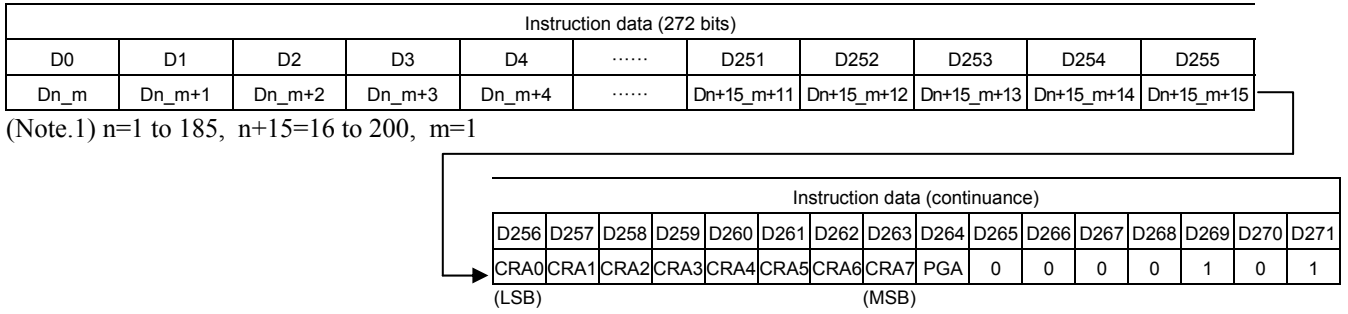 Instruction data (272 bits)
D0 D1 D2 D3 D4 ⋯⋯ D251 D252 D253 D254 D255
Dn_m Dn_m+1 Dn_m+2 Dn_m+3 Dn_m+4 ⋯⋯ Dn+15_m+11 Dn+15_m+12 Dn+15_m+13 Dn+15_m+14 Dn+15_m+15
(Note.1) n=1 to 185, n+15=16 to 200, m=1
Instruction data (continuance)
D256 D257 D258 D259 D260 D261 D262 D263 D264 D265 D266 D267 D268 D269 D270 D271
CRA0 CRA1 CRA2 CRA3 CRA4 CRA5 CRA6 CRA7 PGA 0 0 0 0 1 0 1
(LSB) (MSB)